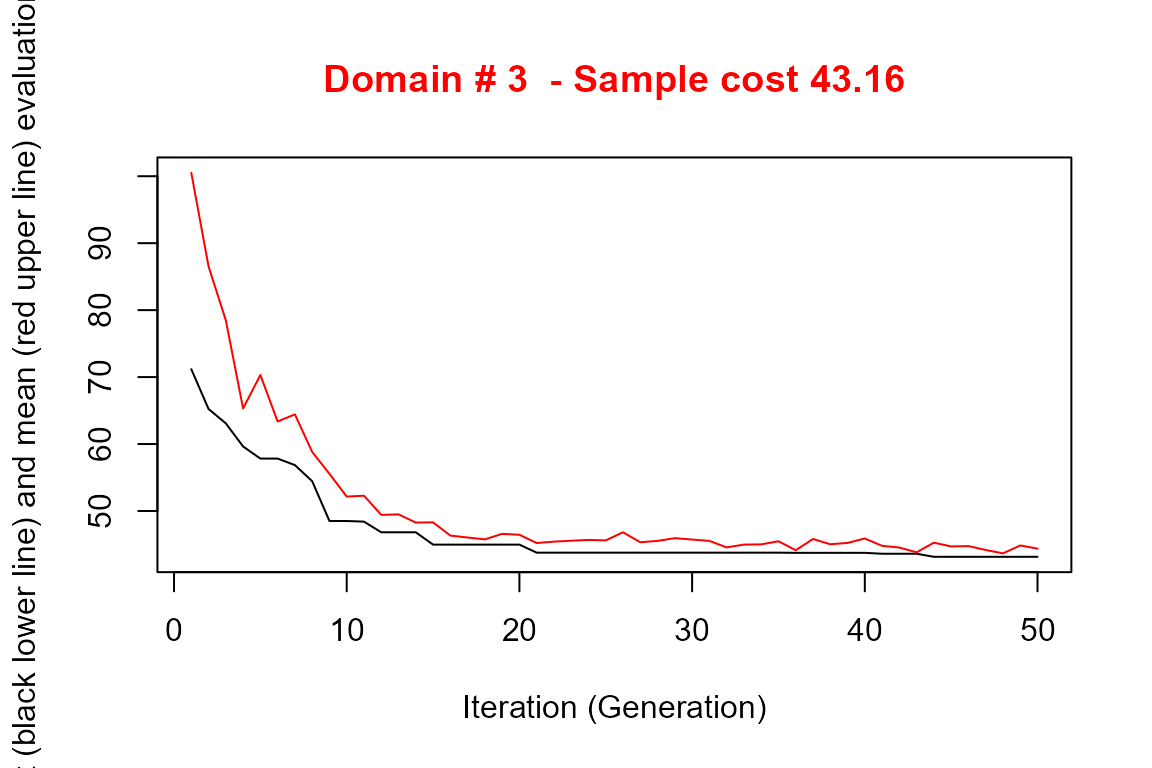 Domain # 3  - Sample cost 43.16
(black lower line) and mean (red upper line) evaluation
90
80
70
60
50
0 10 20 30 40 50
Iteration (Generation)